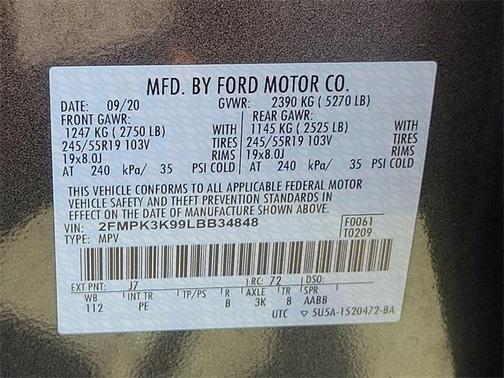 MFD. BY FORD MOTOR CO.
DATE: 09/20 GVWR: 2390 KG ( 5270 LB)
FRONT GAWR: REAR GAWR:
1247 KG ( 2750 LB) WITH 1145 KG ( 2525 LB) WITH
245/55R19 103V TIRES 245/55R19 103V TIRES
19x8.0J RIMS 19x8.0J RIMS
AT 240 kPa/ 35 PSI COLD AT 240 kPa/ 35 PSI COLD
THIS VEHICLE CONFORMS TO ALL APPLICABLE FEDERAL MOTOR
VEHICLE SAFETY AND THEFT PREVENTION STANDARDS IN
EFFECT ON THE DATE OF MANUFACTURE SHOWN ABOVE.
VIN: 2FMPK3K99LBB34848 F0061
TYPE: MPV T0209
EXT PNT: J7 RC: 72 DSO:
WB INT TR TP/PS R AXLE TR S
112 PE B 3K 8 AABB
UTC ▽ 5U5A-1520472-BA